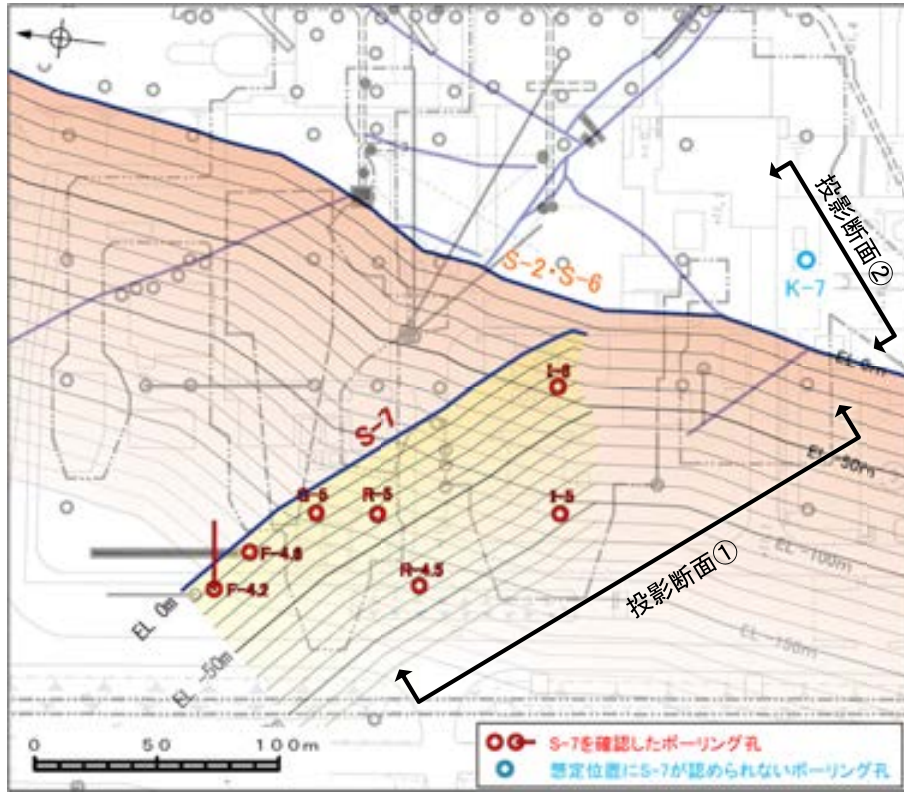 投影断面②
K-7
S-2・S-6
EL 0m
I-6
S-7
EL -50m
G-5
R-5
I-5
F-4.8
EL -100m
投影断面①
F-4.2
R-4.5
EL 0m
EL -150m
EL -50m
0 50 100m
S-7を確認したボーリング孔
想定位置にS-7が認められないボーリング孔